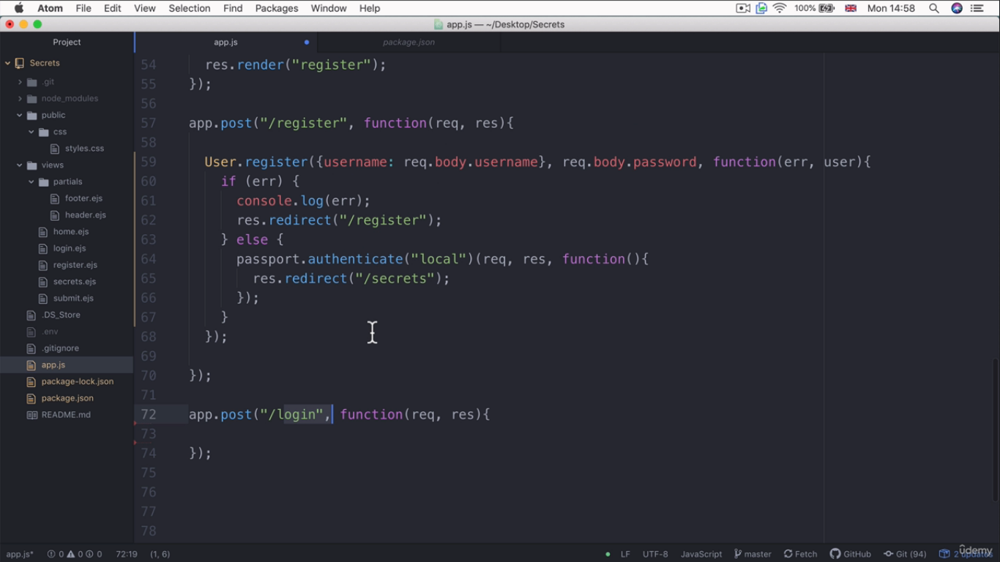 Atom File Edit View Selection Find Packages Window Help 100% Mon 14:58
app.js — ~/Desktop/Secrets
Project app.js package.json
Secrets
.git
node_modules
public
css
styles.css
views
partials
footer.ejs
header.ejs
home.ejs
login.ejs
register.ejs
secrets.ejs
submit.ejs
.DS_Store
.env
.gitignore
app.js
package-lock.json
package.json
README.md
54 res.render("register");
55 });
56
57 app.post("/register", function(req, res){
58
59 User.register({username: req.body.username}, req.body.password, function(err, user){
60 if (err) {
61 console.log(err);
62 res.redirect("/register");
63 } else {
64 passport.authenticate("local")(req, res, function(){
65 res.redirect("/secrets");
66 });
67 }
68 });
69
70 });
71
72 app.post("/login", function(req, res){
73
74 });
75
76
77
78
app.js* 0 0 0 72:19 (1, 6) LF UTF-8 JavaScript master Fetch GitHub Git (94) 2 updates
udemy